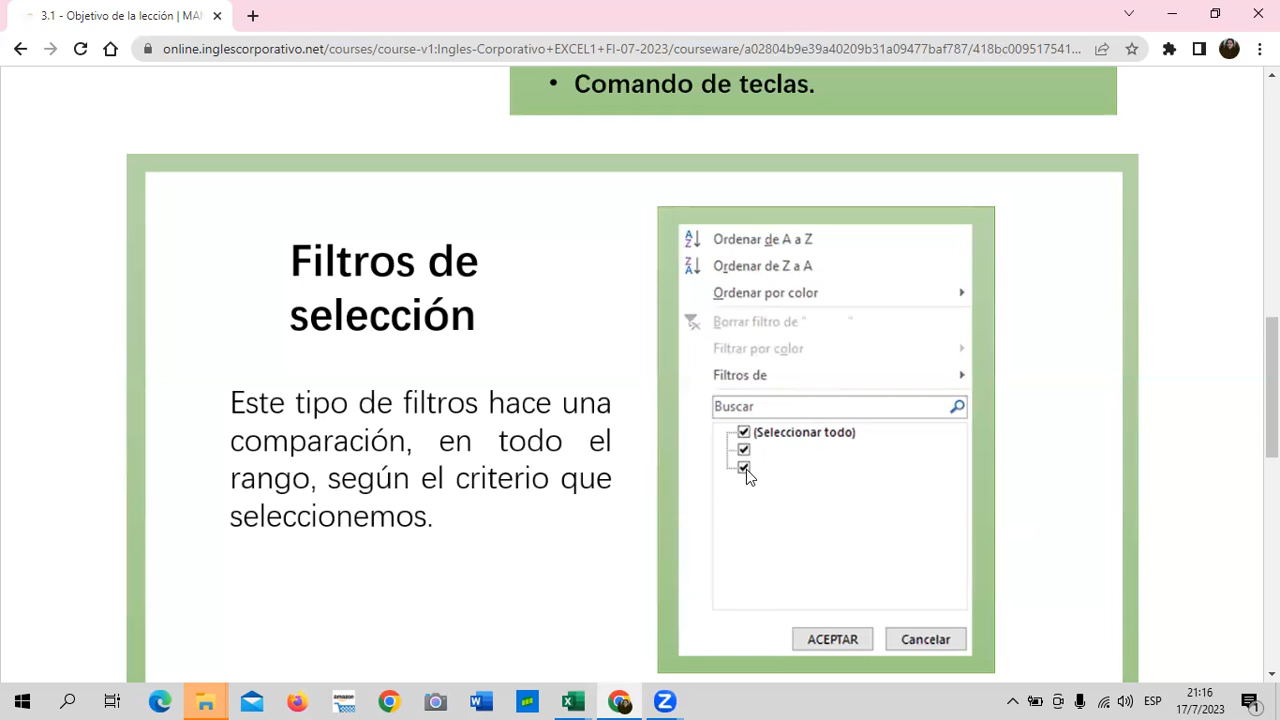 3.1 - Objetivo de la lección | MAN
online.inglescorporativo.net/courses/course-v1:Ingles-Corporativo+EXCEL1+FI-07-2023/courseware/a02804b9e39a40209b31a09477baf787/418bc009517541...
• Comando de teclas.
Filtros de
selección
Este tipo de filtros hace una
comparación, en todo el
rango, según el criterio que
seleccionemos.
Ordenar de A a Z
Ordenar de Z a A
Ordenar por color
Borrar filtro de " "
Filtrar por color
Filtros de
Buscar
(Seleccionar todo)
ACEPTAR Cancelar
amazon
ESP
21:16
17/7/2023
1